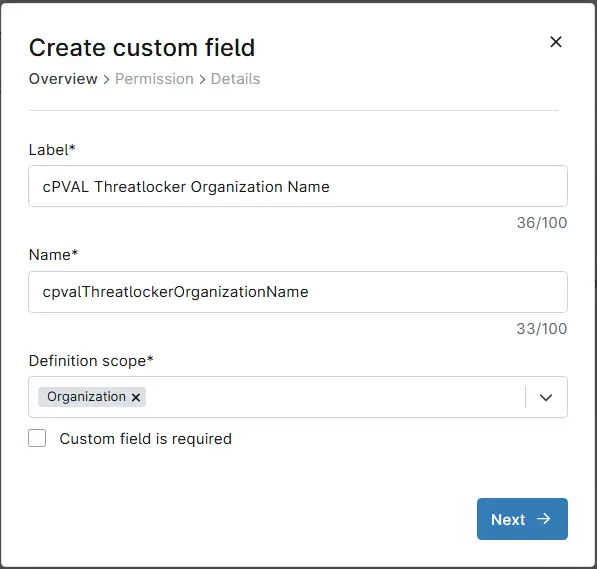 Create custom field
Overview > Permission > Details
Label*
cPVAL Threatlocker Organization Name
36/100
Name*
cpvalThreatlockerOrganizationName
33/100
Definition scope*
Organization ×
Custom field is required
Next →